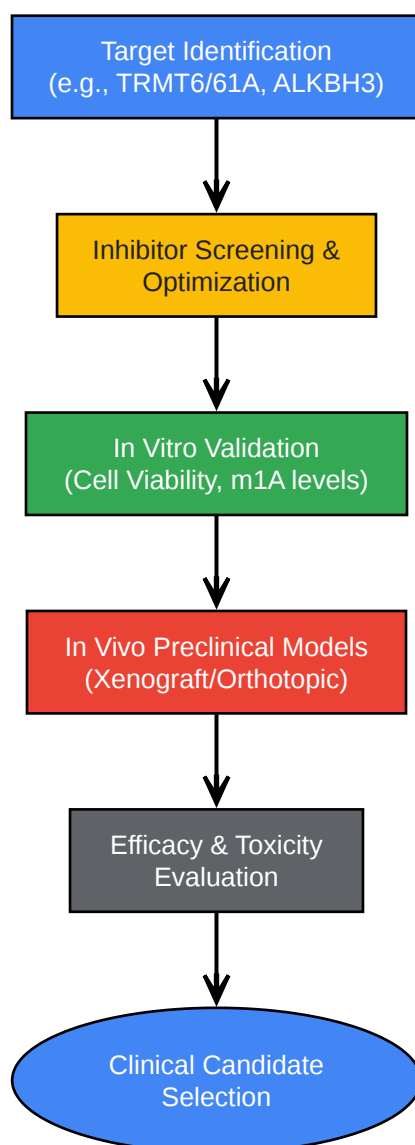 Target Identification
(e.g., TRMT6/61A, ALKBH3)
Inhibitor Screening &
Optimization
In Vitro Validation
(Cell Viability, m1A levels)
In Vivo Preclinical Models
(Xenograft/Orthotopic)
Efficacy & Toxicity
Evaluation
Clinical Candidate
Selection